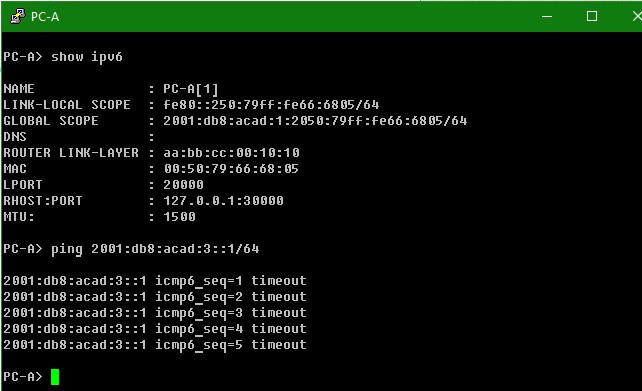 PC-A
PC-A> show ipv6
NAME : PC-A[1]
LINK-LOCAL SCOPE : fe80::250:79ff:fe66:6805/64
GLOBAL SCOPE : 2001:db8:acad:1:2050:79ff:fe66:6805/64
DNS :
ROUTER LINK-LAYER : aa:bb:cc:00:10:10
MAC : 00:50:79:66:68:05
LPORT : 20000
RHOST:PORT : 127.0.0.1:30000
MTU: : 1500
PC-A> ping 2001:db8:acad:3::1/64
2001:db8:acad:3::1 icmp6_seq=1 timeout
2001:db8:acad:3::1 icmp6_seq=2 timeout
2001:db8:acad:3::1 icmp6_seq=3 timeout
2001:db8:acad:3::1 icmp6_seq=4 timeout
2001:db8:acad:3::1 icmp6_seq=5 timeout
PC-A>